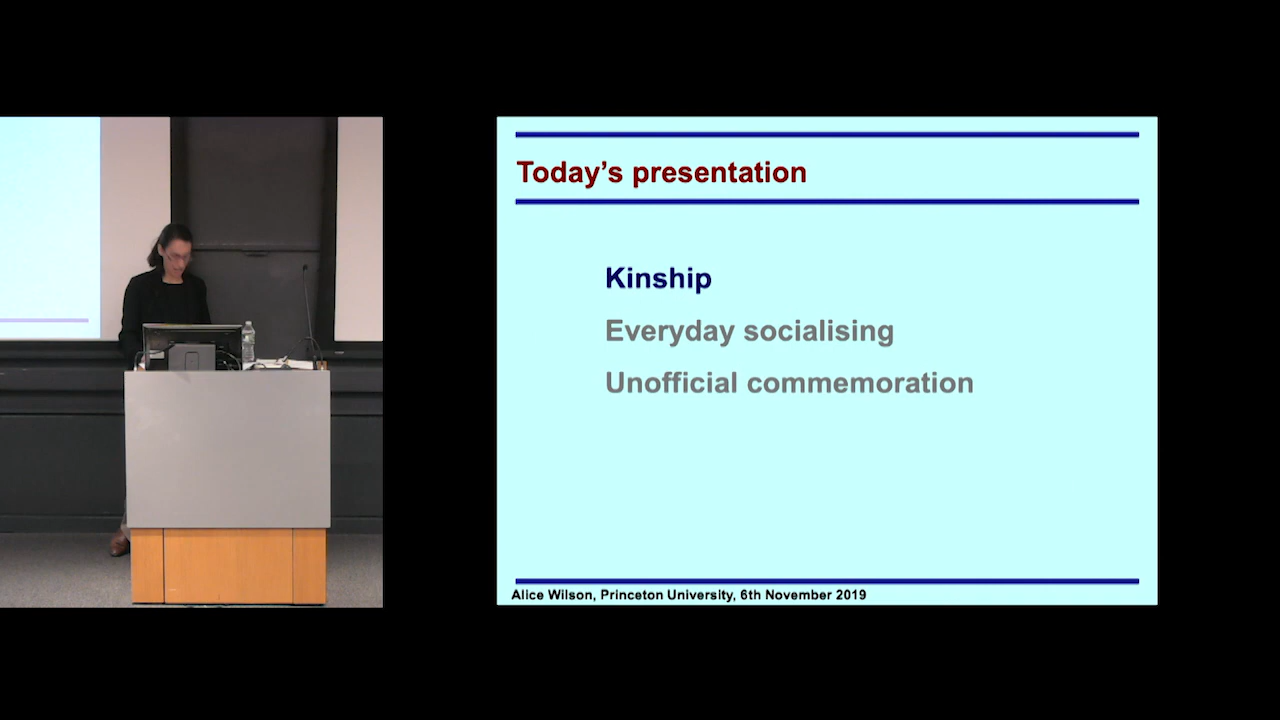 Today’s presentation
Kinship
Everyday socialising
Unofficial commemoration
Alice Wilson, Princeton University, 6th November 2019